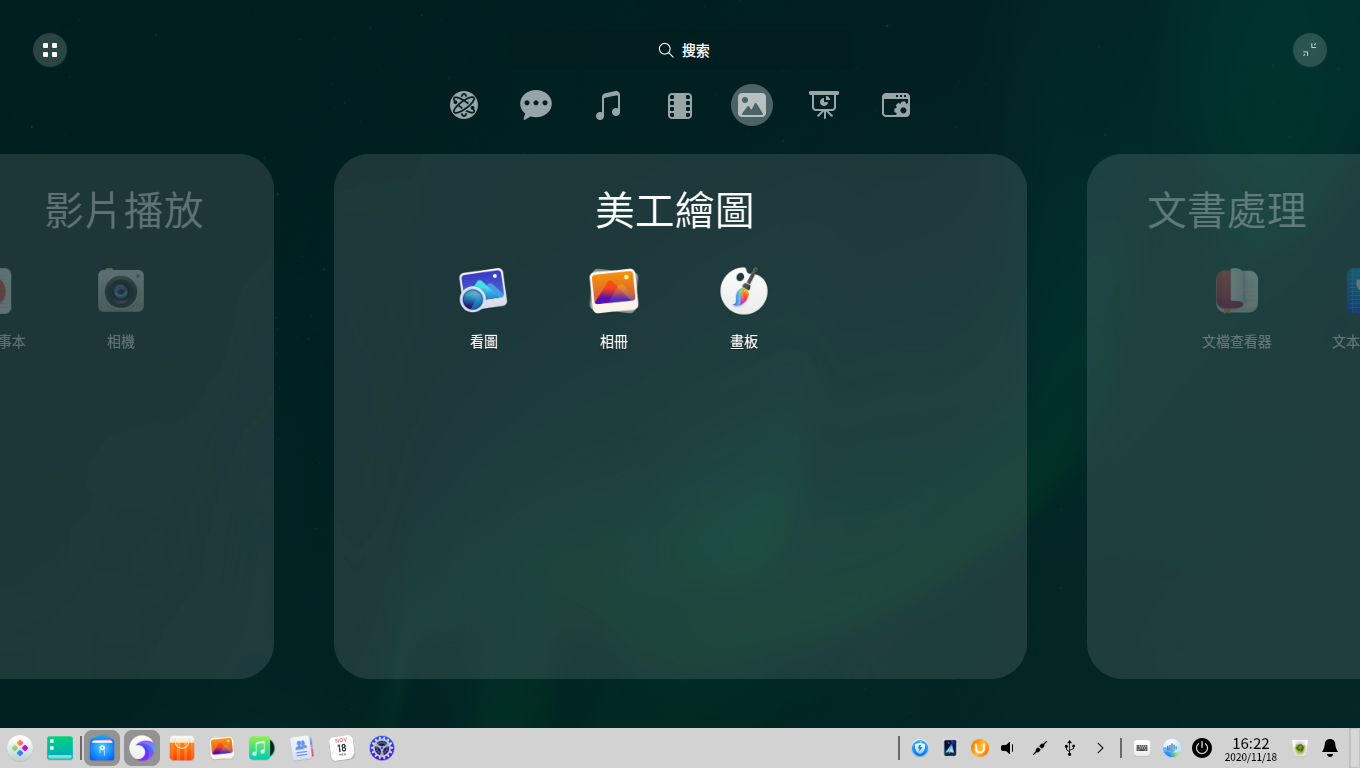 搜索
影片播放
美工繪圖
文書處理
事本
相機
看圖
相冊
畫板
文檔查看器
文本
NOV
18
16:22
2020/11/18